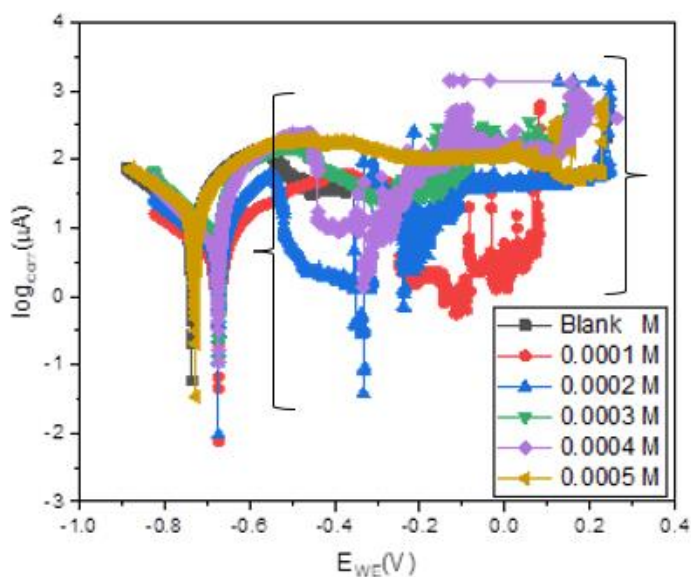 4
3
2
1
0
-1
-2
-3
log_corr(μA)
Blank M
0.0001 M
0.0002 M
0.0003 M
0.0004 M
0.0005 M
-1.0 -0.8 -0.6 -0.4 -0.2 0.0 0.2 0.4
E_WE(V)